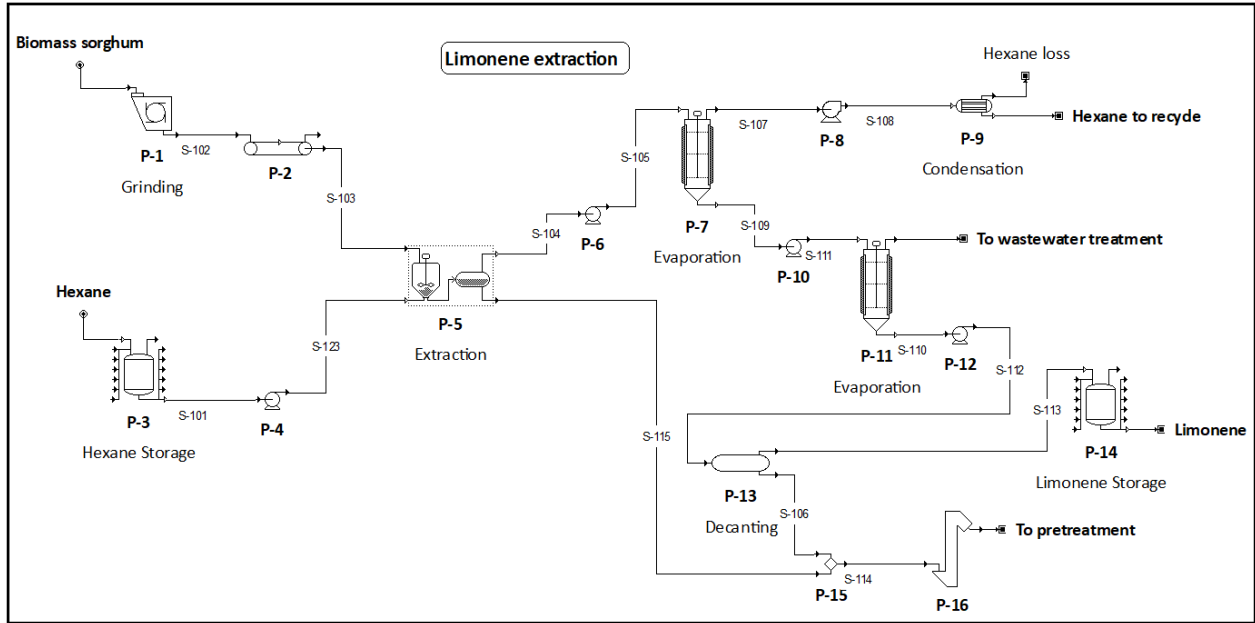 Limonene extraction
Biomass sorghum
P-1
Grinding
S-102
P-2
S-103
Hexane
P-3
Hexane Storage
S-101
P-4
S-123
P-5
Extraction
S-104
P-6
S-105
P-7
Evaporation
S-107
P-8
S-108
P-9
Condensation
Hexane loss
Hexane to recycle
S-109
P-10
S-111
P-11
Evaporation
To wastewater treatment
S-110
P-12
S-112
S-113
P-14
Limonene Storage
Limonene
S-115
P-13
Decanting
S-106
P-15
S-114
P-16
To pretreatment